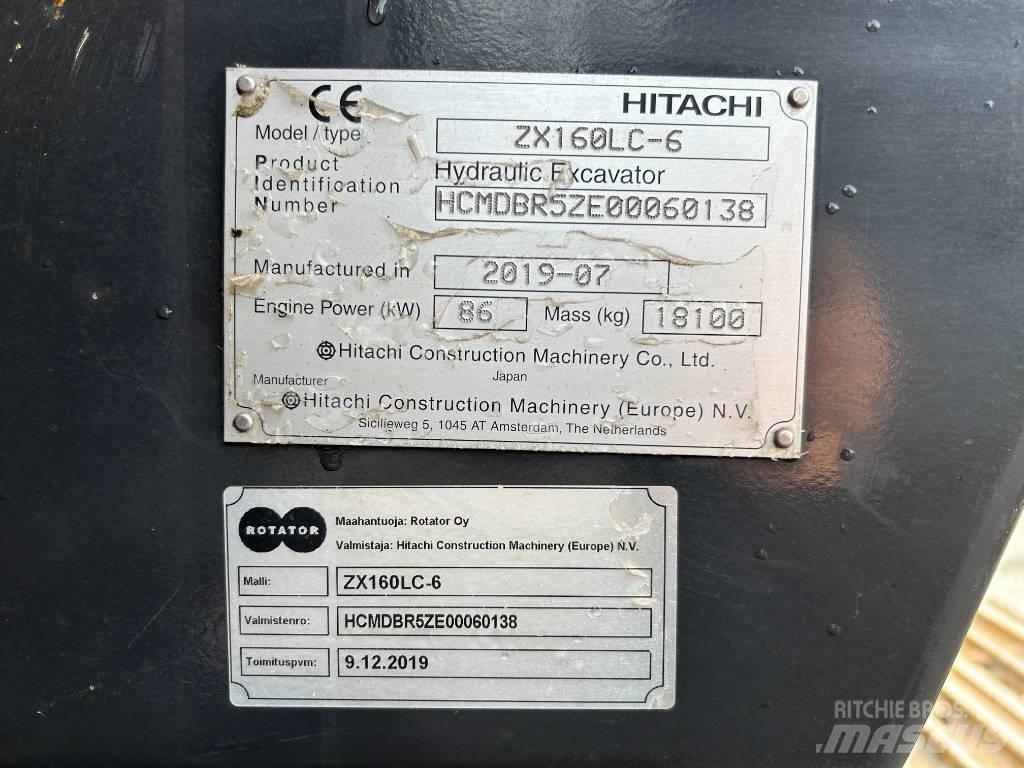 CE HITACHI
Model / type ZX160LC-6
Product Hydraulic Excavator
Identification
Number HCMDBR5ZE00060138
Manufactured in 2019-07
Engine Power (kW) 86 Mass (kg) 18100
Hitachi Construction Machinery Co., Ltd.
Japan
Manufacturer
Hitachi Construction Machinery (Europe) N.V.
Sicilieweg 5, 1045 AT Amsterdam, The Netherlands
ROTATOR
Maahantuoja: Rotator Oy
Valmistaja: Hitachi Construction Machinery (Europe) N.V.
Malli: ZX160LC-6
Valmistenro: HCMDBR5ZE00060138
Toimituspvm: 9.12.2019
RITCHIE BROS.
MASCUS